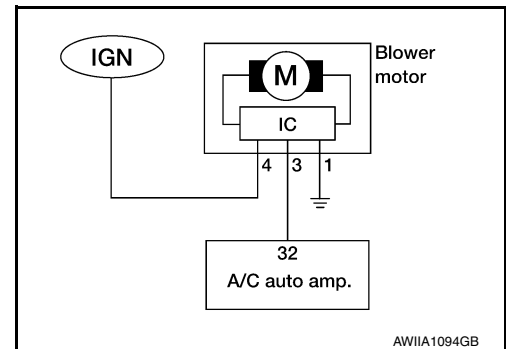 IGN
Blower
motor
M
IC
4 3 1
32
A/C auto amp.
AWIIA1094GB